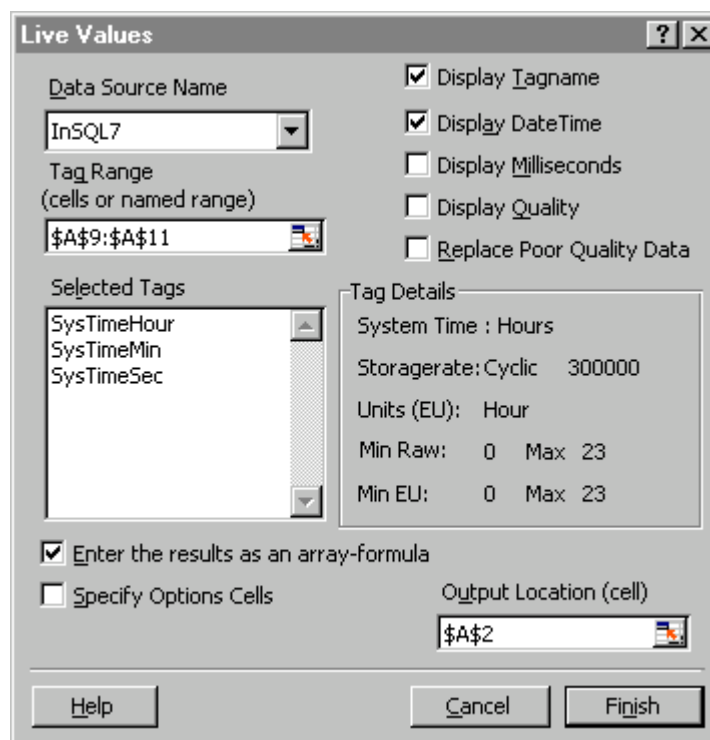 Live Values
Data Source Name
InSQL7
Tag Range
(cells or named range)
$A$9:$A$11
Selected Tags
SysTimeHour
SysTimeMin
SysTimeSec
Display Tagname
Display DateTime
Display Milliseconds
Display Quality
Replace Poor Quality Data
Tag Details
System Time : Hours
Storagerate: Cyclic 300000
Units (EU): Hour
Min Raw: 0 Max 23
Min EU: 0 Max 23
Enter the results as an array-formula
Specify Options Cells
Output Location (cell)
$A$2
Help
Cancel
Finish